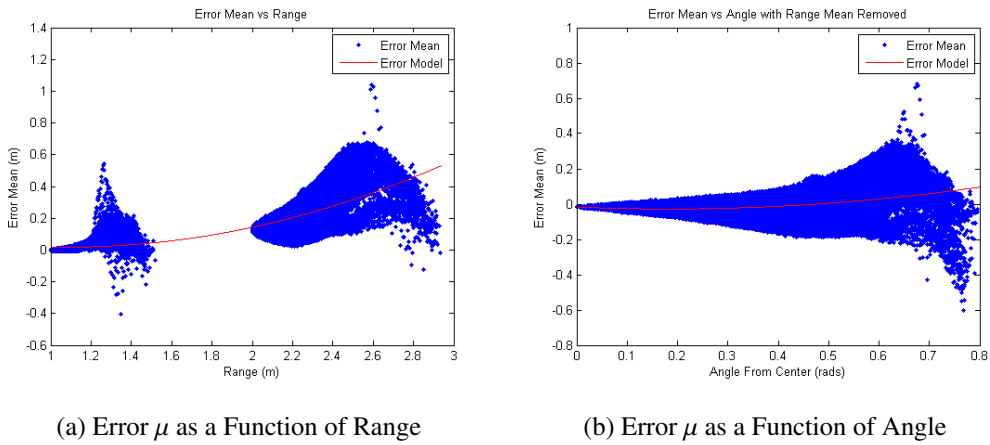 Error Mean vs Range
Error Mean
Error Model
Error Mean (m)
1.4
1.2
1
0.8
0.6
0.4
0.2
0
-0.2
-0.4
-0.6
1 1.2 1.4 1.6 1.8 2 2.2 2.4 2.6 2.8 3
Range (m)
(a) Error μ as a Function of Range
Error Mean vs Angle with Range Mean Removed
Error Mean
Error Model
Error Mean (m)
1
0.8
0.6
0.4
0.2
0
-0.2
-0.4
-0.6
-0.8
0 0.1 0.2 0.3 0.4 0.5 0.6 0.7 0.8
Angle From Center (rads)
(b) Error μ as a Function of Angle